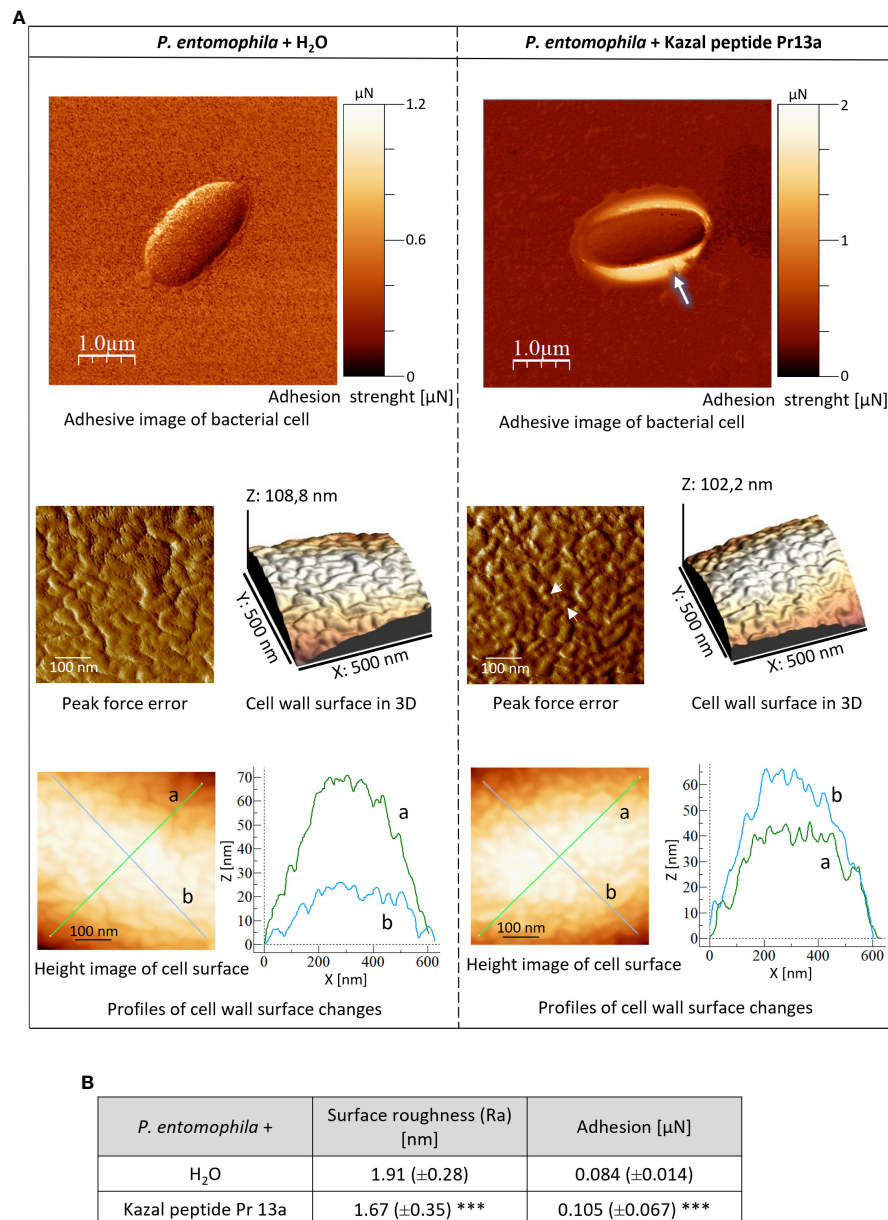 A
P. entomophila + H₂O
P. entomophila + Kazal peptide Pr13a
µN
1.2
0.6
0
1.0µm
Adhesion strenght [µN]
Adhesive image of bacterial cell
µN
2
1
0
1.0µm
Adhesion strenght [µN]
Adhesive image of bacterial cell
100 nm
Peak force error
Z: 108,8 nm
Y: 500 nm
X: 500 nm
Cell wall surface in 3D
100 nm
Peak force error
Z: 102,2 nm
Y: 500 nm
X: 500 nm
Cell wall surface in 3D
a
b
100 nm
Height image of cell surface
70
60
50
40
30
20
10
0
Z [nm]
a
b
0 200 400 600
X [nm]
Profiles of cell wall surface changes
a
b
100 nm
Height image of cell surface
60
50
40
30
20
10
0
Z [nm]
b
a
0 200 400 600
X [nm]
Profiles of cell wall surface changes
B
P. entomophila + Surface roughness (Ra) [nm] Adhesion [µN]
H₂O 1.91 (±0.28) 0.084 (±0.014)
Kazal peptide Pr 13a 1.67 (±0.35) *** 0.105 (±0.067) ***